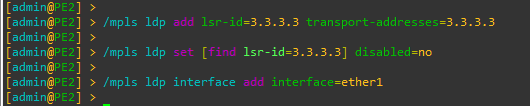 [admin@PE2] >
[admin@PE2] > /mpls ldp add lsr-id=3.3.3.3 transport-addresses=3.3.3.3
[admin@PE2] >
[admin@PE2] > /mpls ldp set [find lsr-id=3.3.3.3] disabled=no
[admin@PE2] >
[admin@PE2] > /mpls ldp interface add interface=ether1
[admin@PE2] >